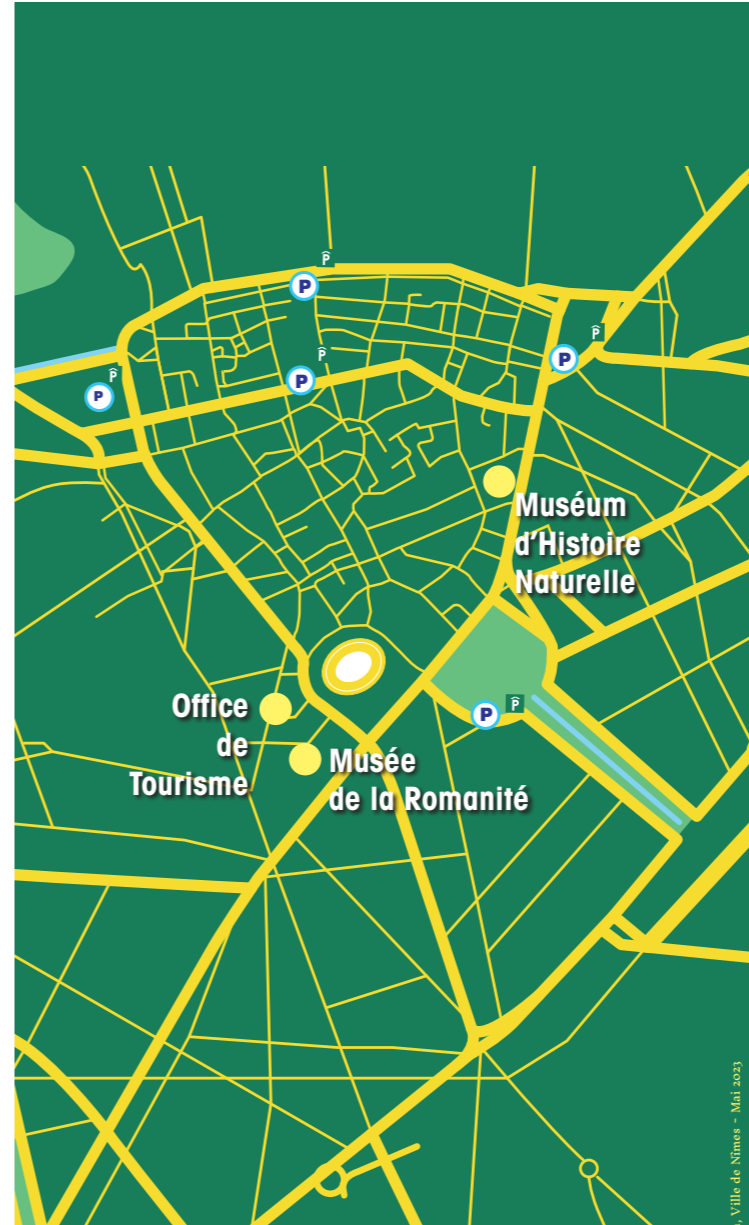 P̂
P
P̂
P̂
P
P
P̂
P
Muséum
d'Histoire
Naturelle
Office
de
Tourisme
P
P̂
Musée
de la Romanité
Ville de Nîmes - Mai 2023